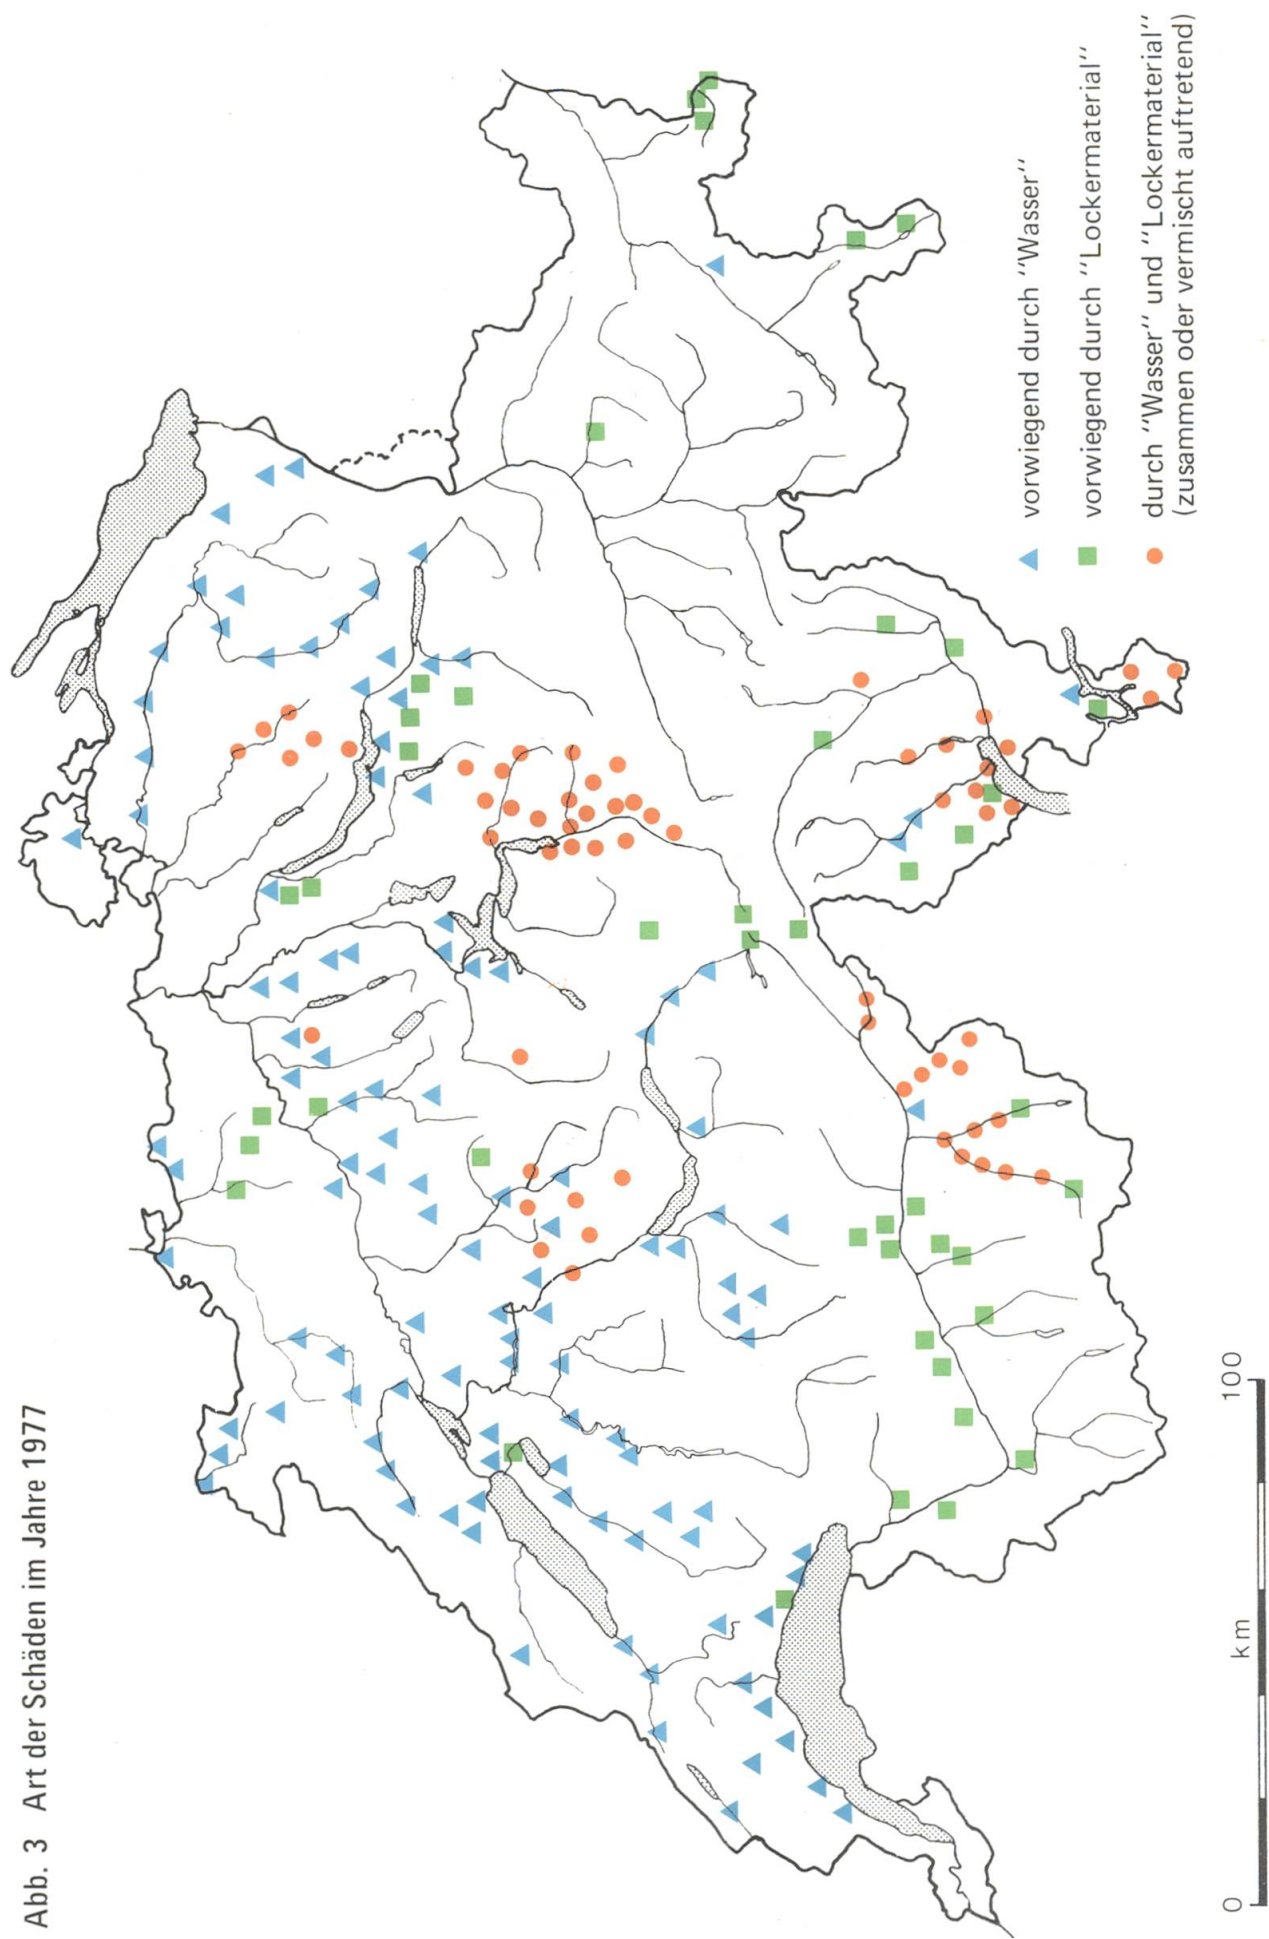 Abb. 3 Art der Schäden im Jahre 1977
vorwiegend durch "Wasser"
vorwiegend durch "Lockermaterial"
durch "Wasser" und "Lockermaterial"
(zusammen oder vermischt auftretend)
0 km 100